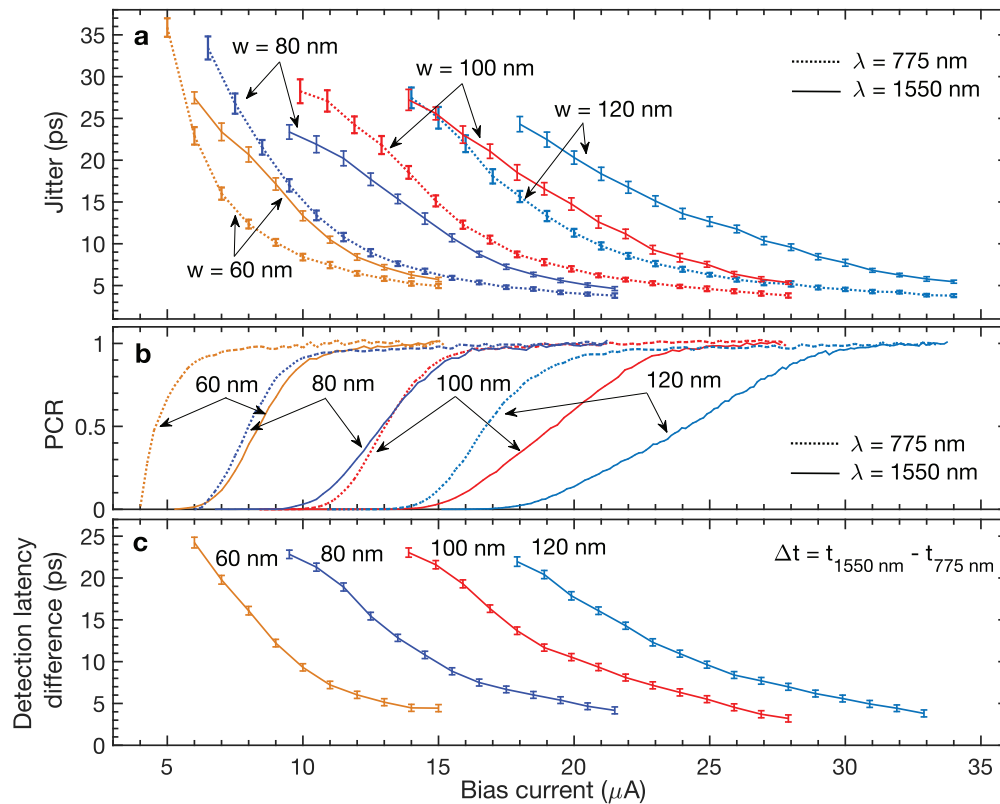 a
w = 80 nm
w = 100 nm
w = 120 nm
w = 60 nm
λ = 775 nm
λ = 1550 nm
35
30
25
20
15
10
5
Jitter (ps)
b
60 nm
80 nm
100 nm
120 nm
λ = 775 nm
λ = 1550 nm
1
0.5
0
PCR
c
60 nm
80 nm
100 nm
120 nm
Δt = t1550 nm - t775 nm
25
20
15
10
5
0
Detection latency
difference (ps)
5 10 15 20 25 30 35
Bias current (μA)